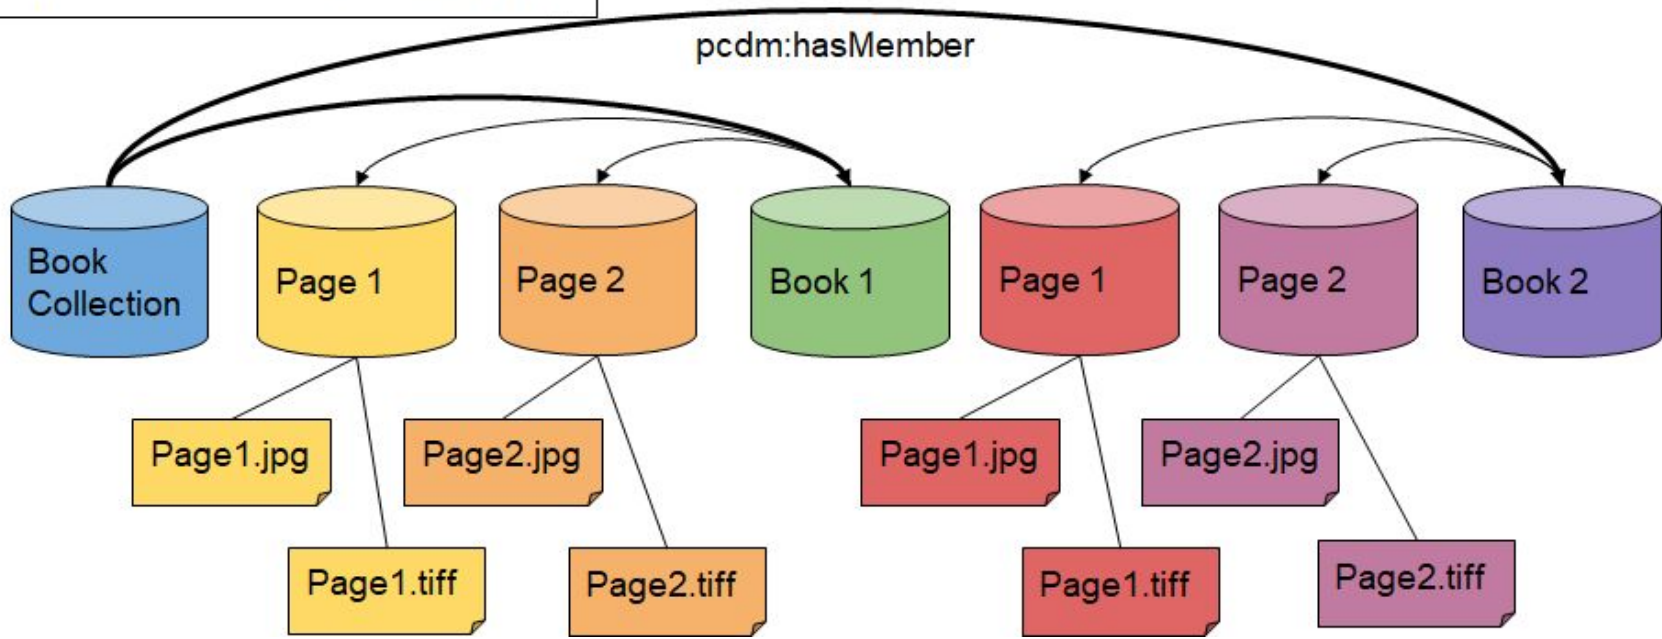 pcdm:hasMember
Book
Collection
Page 1
Page 2
Book 1
Page 1
Page 2
Book 2
Page1.jpg
Page2.jpg
Page1.jpg
Page2.jpg
Page1.tiff
Page2.tiff
Page1.tiff
Page2.tiff